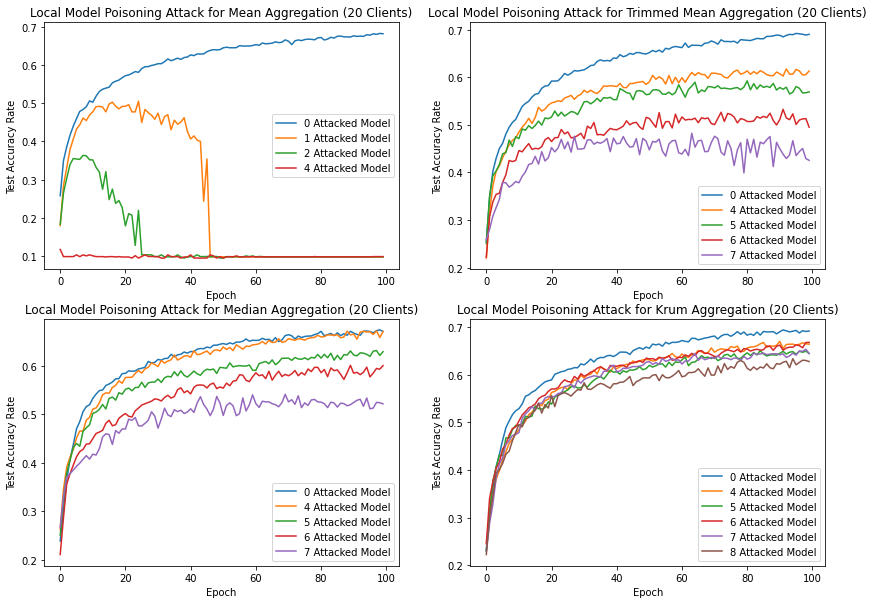 Local Model Poisoning Attack for Mean Aggregation (20 Clients)
0.7
0.6
0.5
0.4
0.3
0.2
0.1
Test Accuracy Rate
0 Attacked Model
1 Attacked Model
2 Attacked Model
4 Attacked Model
0 20 40 60 80 100
Epoch
Local Model Poisoning Attack for Trimmed Mean Aggregation (20 Clients)
0.7
0.6
0.5
0.4
0.3
0.2
Test Accuracy Rate
0 Attacked Model
4 Attacked Model
5 Attacked Model
6 Attacked Model
7 Attacked Model
0 20 40 60 80 100
Epoch
Local Model Poisoning Attack for Median Aggregation (20 Clients)
0.6
0.5
0.4
0.3
0.2
Test Accuracy Rate
0 Attacked Model
4 Attacked Model
5 Attacked Model
6 Attacked Model
7 Attacked Model
0 20 40 60 80 100
Epoch
Local Model Poisoning Attack for Krum Aggregation (20 Clients)
0.7
0.6
0.5
0.4
0.3
0.2
Test Accuracy Rate
0 Attacked Model
4 Attacked Model
5 Attacked Model
6 Attacked Model
7 Attacked Model
8 Attacked Model
0 20 40 60 80 100
Epoch